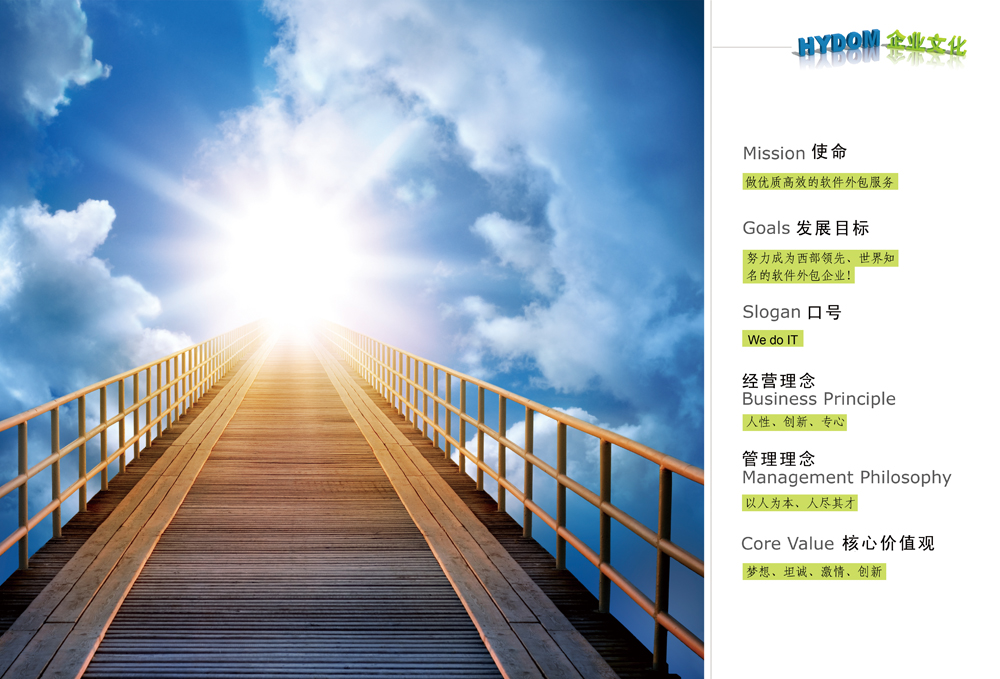 HYDOM 企业文化
Mission 使命
做优质高效的软件外包服务
Goals 发展目标
努力成为西部领先、世界知
名的软件外包企业!
Slogan 口号
We do IT
经营理念
Business Principle
人性、创新、专心
管理理念
Management Philosophy
以人为本、人尽其才
Core Value 核心价值观
梦想、坦诚、激情、创新